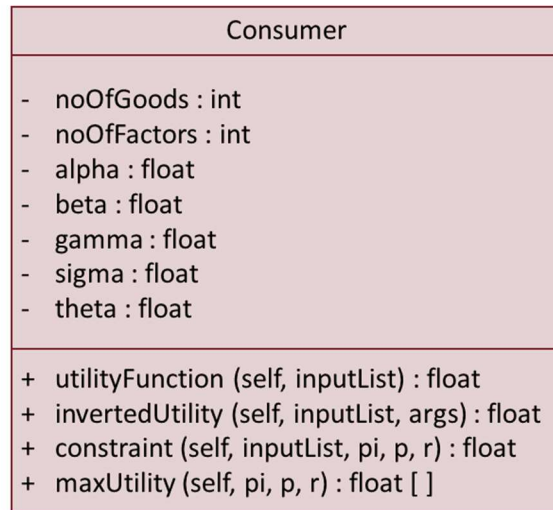 Consumer
- noOfGoods : int
- noOfFactors : int
- alpha : float
- beta : float
- gamma : float
- sigma : float
- theta : float
+ utilityFunction (self, inputList) : float
+ invertedUtility (self, inputList, args) : float
+ constraint (self, inputList, pi, p, r) : float
+ maxUtility (self, pi, p, r) : float [ ]